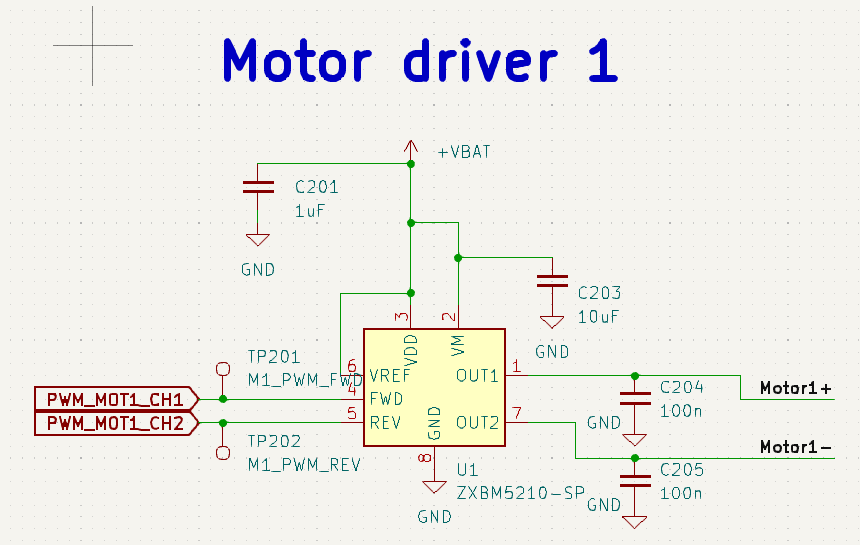 Motor driver 1
+VBAT
C201
1uF
GND
C203
10uF
GND
3
2
VDD
VM
TP201
M1_PWM_FWD
6
VREF
OUT1
1
PWM_MOT1_CH1
4
FWD
PWM_MOT1_CH2
5
REV
GND
OUT2
7
TP202
M1_PWM_REV
8
U1
ZXBM5210-SP
GND
Motor1+
C204
100n
GND
Motor1-
C205
100n
GND